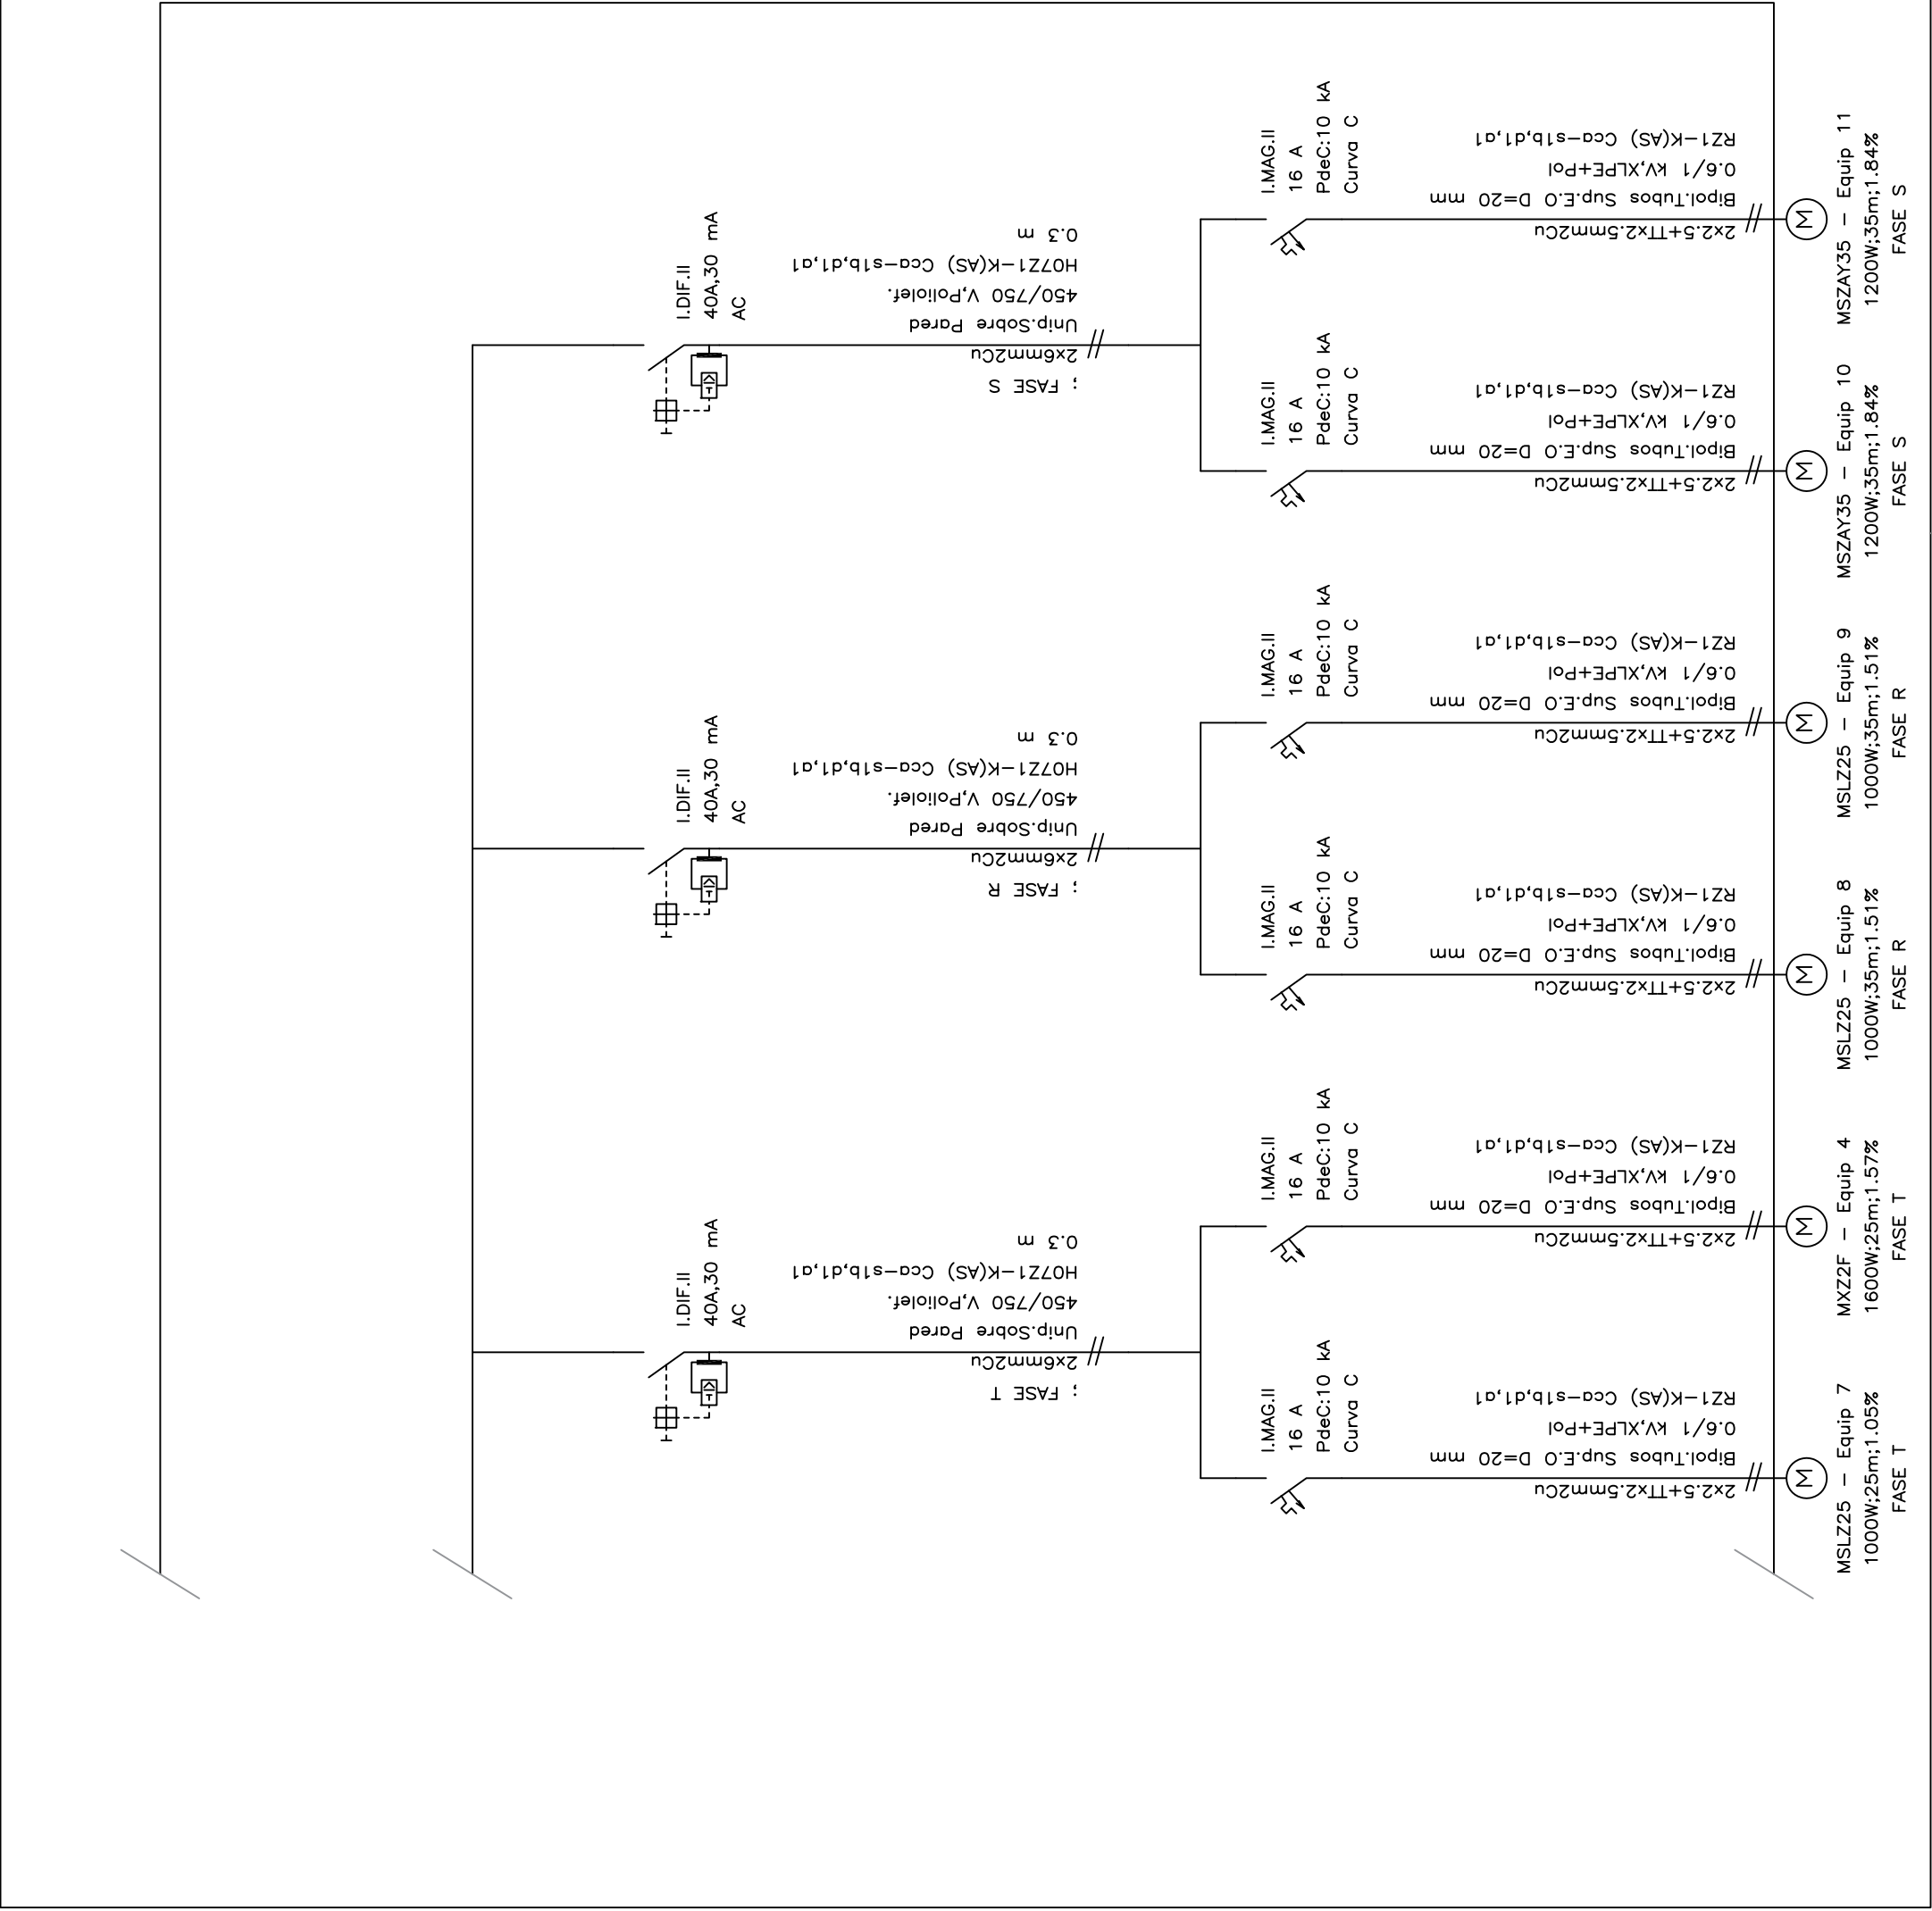 I.DIF.II
40A,30 mA
AC
; FASE T
2x6mm2Cu
Unip.Sobre Pared
450/750 V,Poliolef.
H07Z1-K(AS) Cca-s1b,d1,a1
0.3 m
I.MAG.II
16 A
PdeC:10 kA
Curva C
2x2.5+TTx2.5mm2Cu
Bipol.Tubos Sup.E.O D=20 mm
0.6/1 kV,XLPE+Pol
RZ1-K(AS) Cca-s1b,d1,a1
M
MSLZ25 - Equip 7
1000W;25m;1.05%
FASE T
I.MAG.II
16 A
PdeC:10 kA
Curva C
2x2.5+TTx2.5mm2Cu
Bipol.Tubos Sup.E.O D=20 mm
0.6/1 kV,XLPE+Pol
RZ1-K(AS) Cca-s1b,d1,a1
M
MXZ2F - Equip 4
1600W;25m;1.57%
FASE T
I.DIF.II
40A,30 mA
AC
; FASE R
2x6mm2Cu
Unip.Sobre Pared
450/750 V,Poliolef.
H07Z1-K(AS) Cca-s1b,d1,a1
0.3 m
I.MAG.II
16 A
PdeC:10 kA
Curva C
2x2.5+TTx2.5mm2Cu
Bipol.Tubos Sup.E.O D=20 mm
0.6/1 kV,XLPE+Pol
RZ1-K(AS) Cca-s1b,d1,a1
M
MSLZ25 - Equip 8
1000W;35m;1.51%
FASE R
I.MAG.II
16 A
PdeC:10 kA
Curva C
2x2.5+TTx2.5mm2Cu
Bipol.Tubos Sup.E.O D=20 mm
0.6/1 kV,XLPE+Pol
RZ1-K(AS) Cca-s1b,d1,a1
M
MSLZ25 - Equip 9
1000W;35m;1.51%
FASE R
I.DIF.II
40A,30 mA
AC
; FASE S
2x6mm2Cu
Unip.Sobre Pared
450/750 V,Poliolef.
H07Z1-K(AS) Cca-s1b,d1,a1
0.3 m
I.MAG.II
16 A
PdeC:10 kA
Curva C
2x2.5+TTx2.5mm2Cu
Bipol.Tubos Sup.E.O D=20 mm
0.6/1 kV,XLPE+Pol
RZ1-K(AS) Cca-s1b,d1,a1
M
MSZAY35 - Equip 10
1200W;35m;1.84%
FASE S
I.MAG.II
16 A
PdeC:10 kA
Curva C
2x2.5+TTx2.5mm2Cu
Bipol.Tubos Sup.E.O D=20 mm
0.6/1 kV,XLPE+Pol
RZ1-K(AS) Cca-s1b,d1,a1
M
MSZAY35 - Equip 11
1200W;35m;1.84%
FASE S